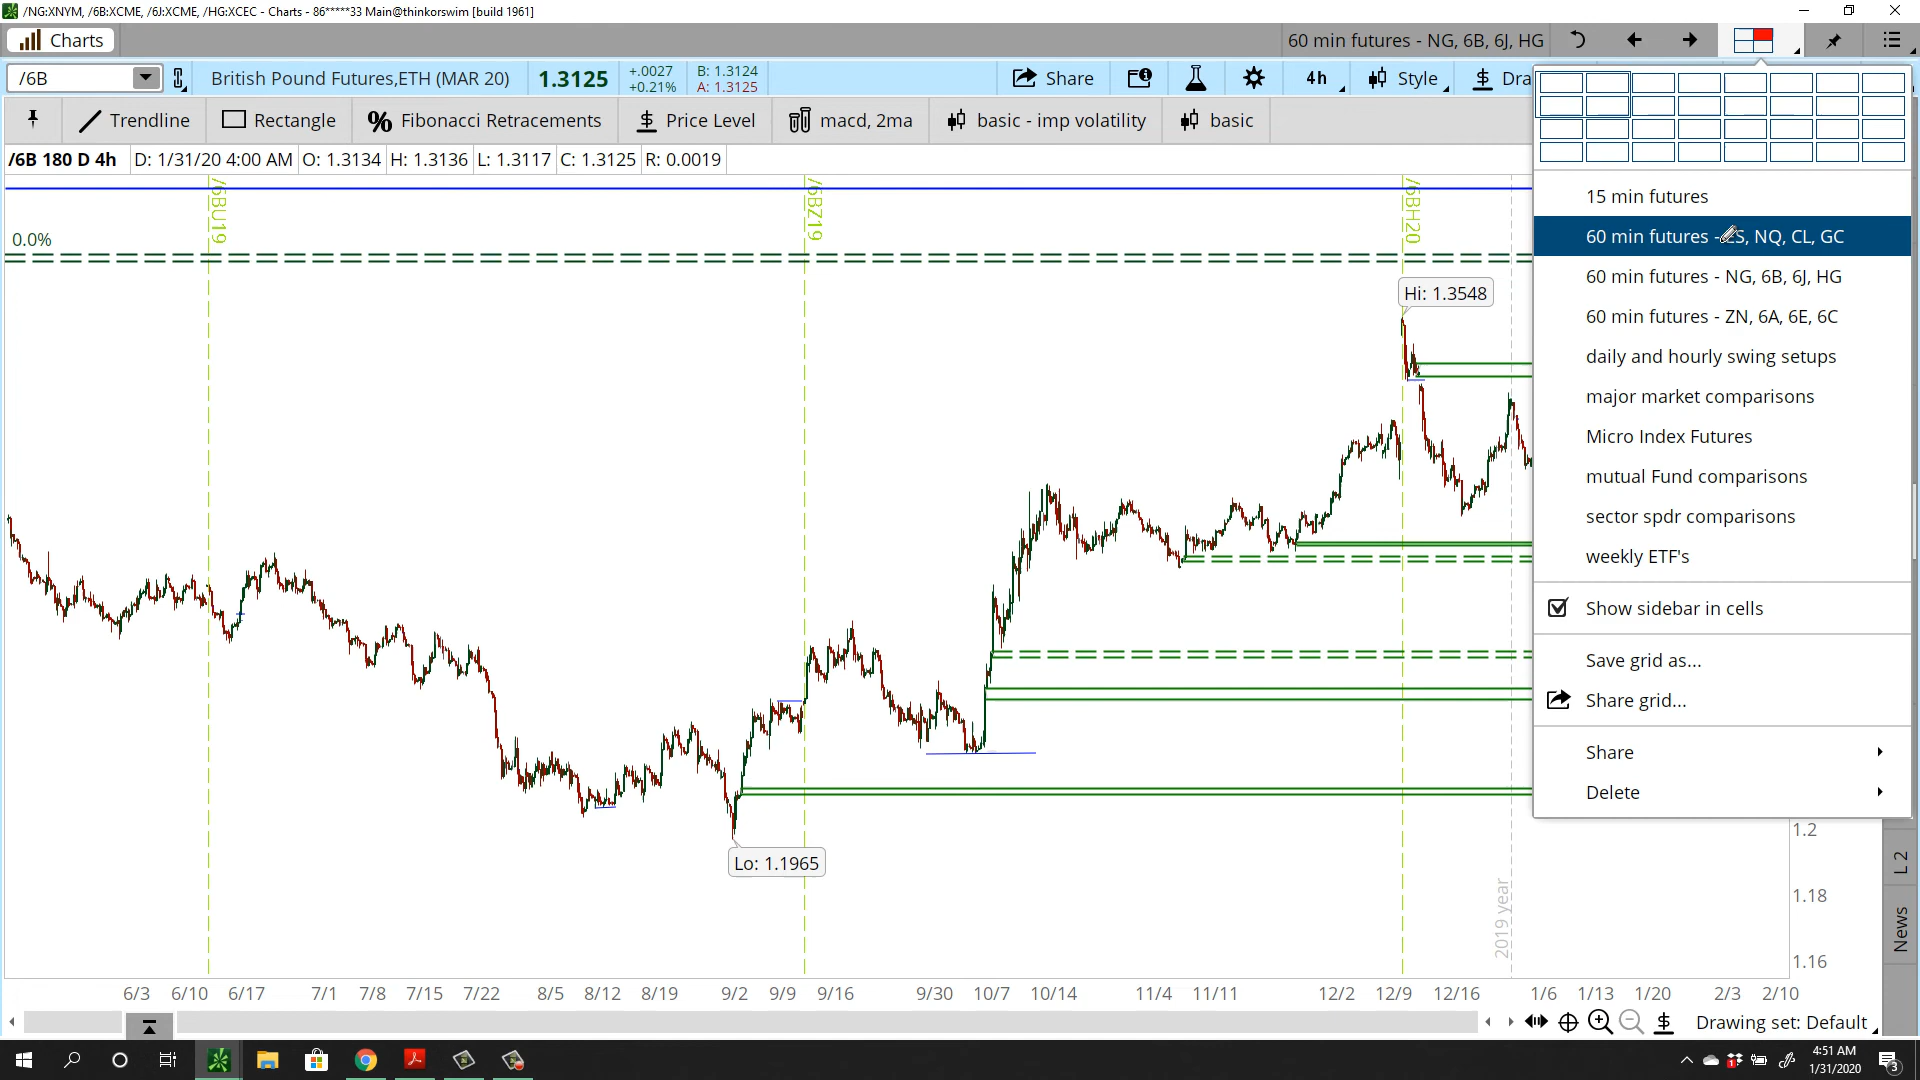 /NG:XNYM, /6B:XCME, /6J:XCME, /HG:XCEC - Charts - 86*****33 Main@thinkorswim [build 1961]
Charts
60 min futures - NG, 6B, 6J, HG
/6B
British Pound Futures,ETH (MAR 20)
1.3125
+.0027
+0.21%
B: 1.3124
A: 1.3125
Share
4h
Style
Dra
Trendline
Rectangle
Fibonacci Retracements
Price Level
macd, 2ma
basic - imp volatility
basic
/6B 180 D 4h
D: 1/31/20 4:00 AM
O: 1.3134
H: 1.3136
L: 1.3117
C: 1.3125
R: 0.0019
/6BU19
/6BZ19
/6BH20
0.0%
Hi: 1.3548
Lo: 1.1965
2019 year
15 min futures
60 min futures - ES, NQ, CL, GC
60 min futures - NG, 6B, 6J, HG
60 min futures - ZN, 6A, 6E, 6C
daily and hourly swing setups
major market comparisons
Micro Index Futures
mutual Fund comparisons
sector spdr comparisons
weekly ETF's
Show sidebar in cells
Save grid as...
Share grid...
Share
Delete
1.2
1.18
1.16
L 2
News
6/3 6/10 6/17 7/1 7/8 7/15 7/22 8/5 8/12 8/19 9/2 9/9 9/16 9/30 10/7 10/14 11/4 11/11 12/2 12/9 12/16 1/6 1/13 1/20 2/3 2/10
Drawing set: Default
4:51 AM
1/31/2020
3